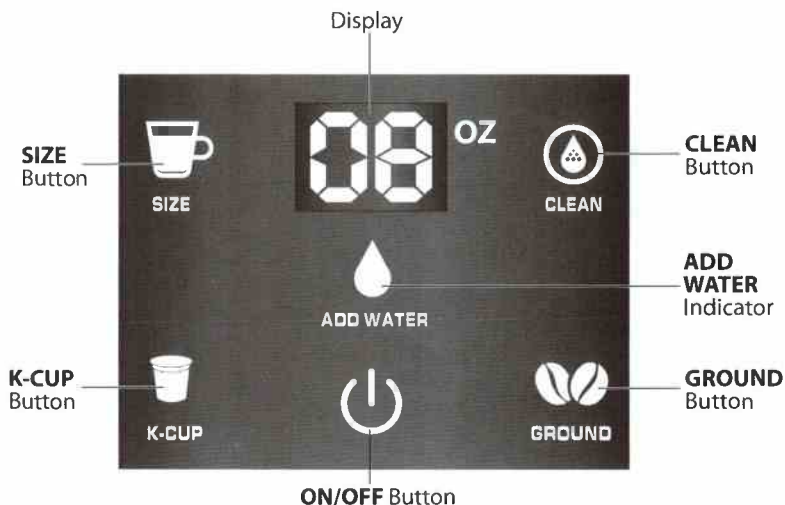 Display
08 OZ
SIZE
Button
SIZE
CLEAN
CLEAN
Button
ADD WATER
ADD
WATER
Indicator
K-CUP
Button
K-CUP
GROUND
GROUND
Button
ON/OFF Button